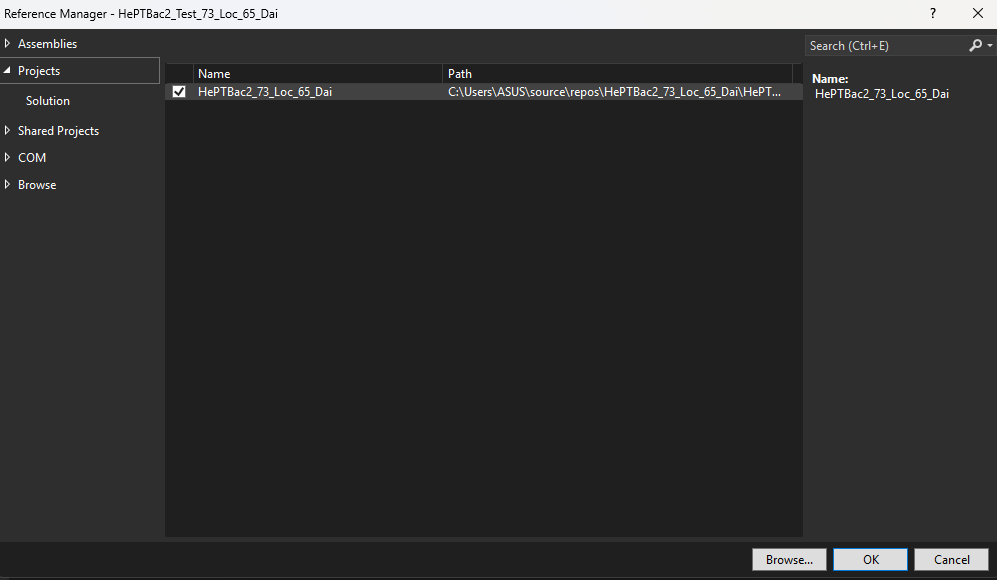 Reference Manager - HePTBac2_Test_73_Loc_65_Dai
?
Assemblies
Projects
Solution
Shared Projects
COM
Browse
Name Path
HePTBac2_73_Loc_65_Dai C:\Users\ASUS\source\repos\HePTBac2_73_Loc_65_Dai\HePT...
Search (Ctrl+E)
Name:
HePTBac2_73_Loc_65_Dai
Browse... OK Cancel